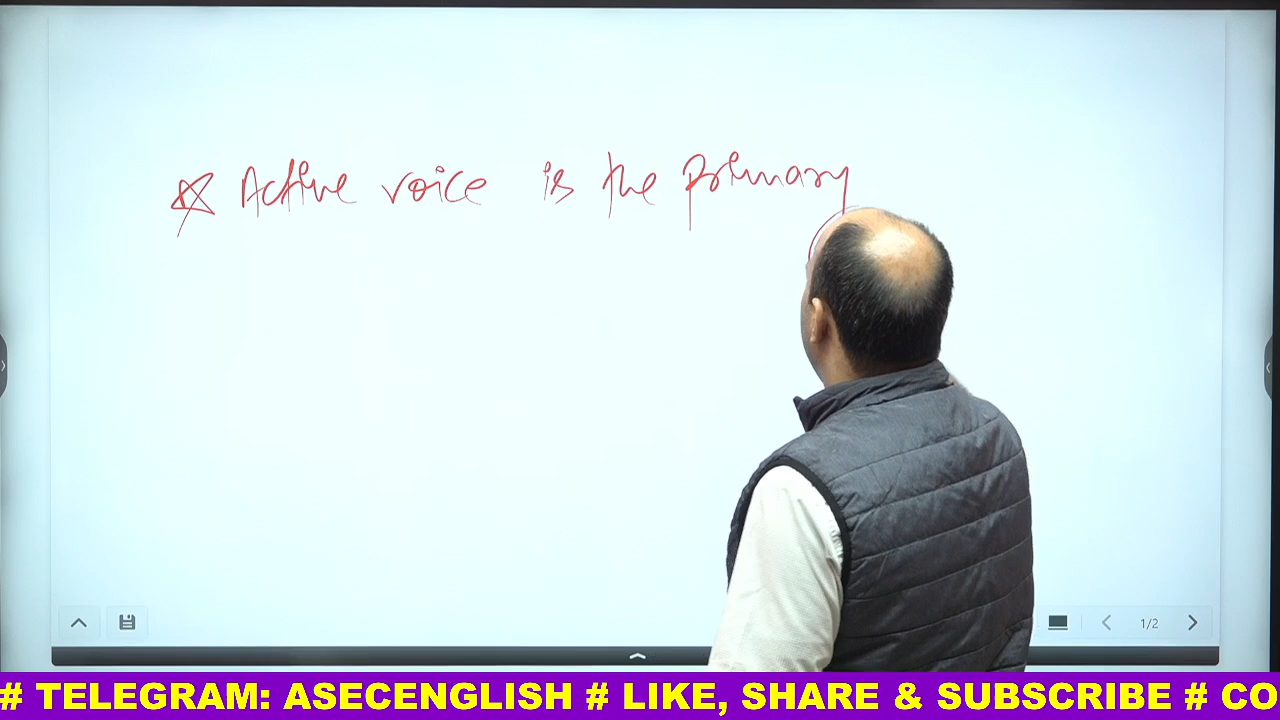 ☆ Active voice is the Primary
1/2
# TELEGRAM: ASECENGLISH # LIKE, SHARE & SUBSCRIBE # CO